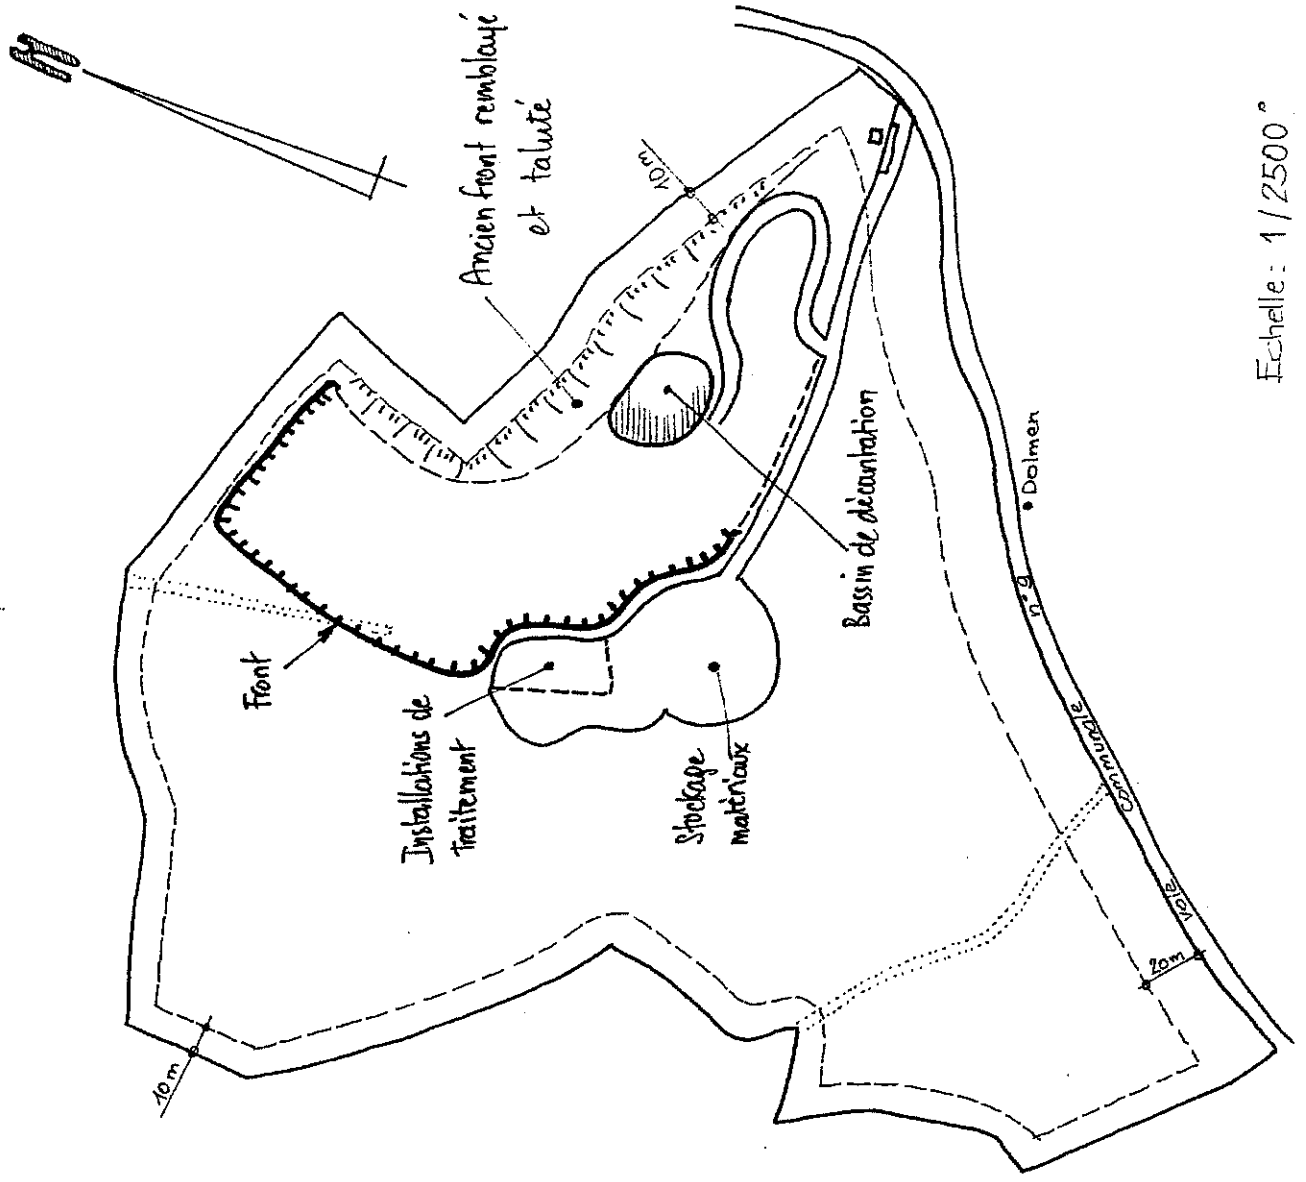 N
Ancien front remblayé
et taluté
10m
Front
Installations de
traitement
Stockage
matériaux
Bassin de décantation
Dolmen
Voie communale n°9
20m
10m
Echelle : 1/2500°